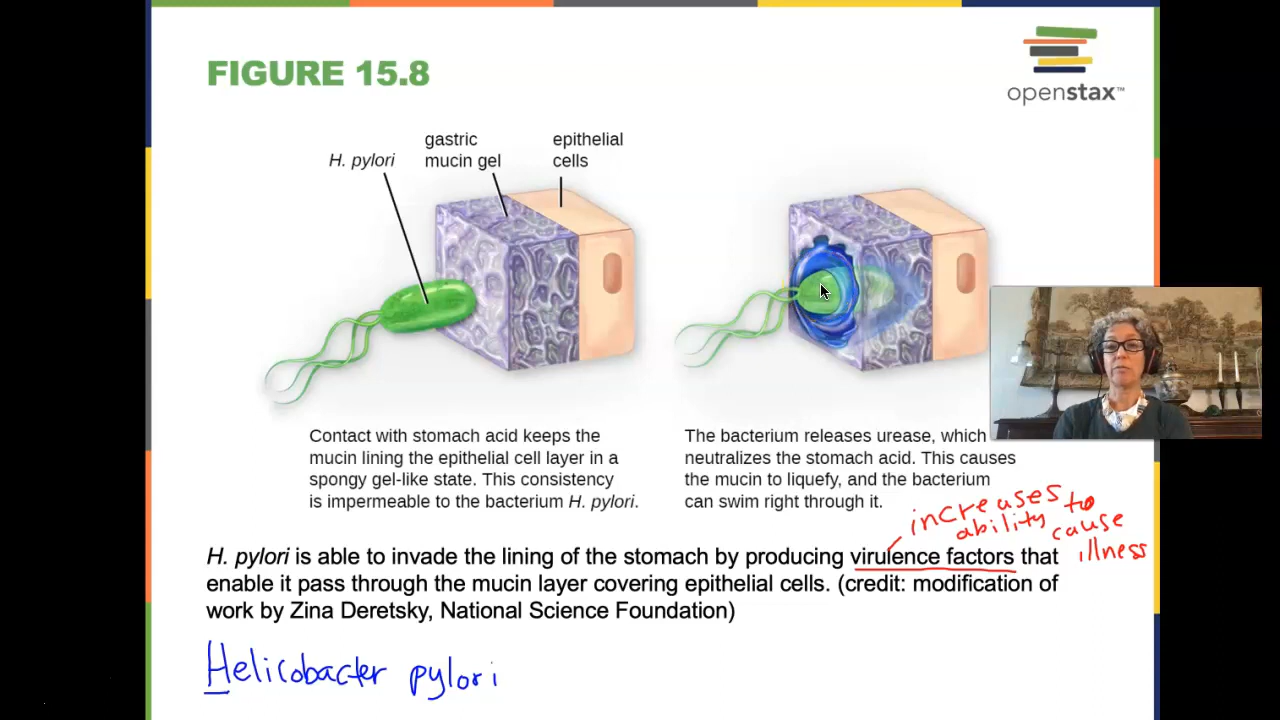 FIGURE 15.8
openstax™
H. pylori
gastric
mucin gel
epithelial
cells
Contact with stomach acid keeps the
mucin lining the epithelial cell layer in a
spongy gel-like state. This consistency
is impermeable to the bacterium H. pylori.
The bacterium releases urease, which
neutralizes the stomach acid. This causes
the mucin to liquefy, and the bacterium
can swim right through it.
increases to
ability cause
illness
H. pylori is able to invade the lining of the stomach by producing virulence factors that
enable it pass through the mucin layer covering epithelial cells. (credit: modification of
work by Zina Deretsky, National Science Foundation)
Helicobacter pylori